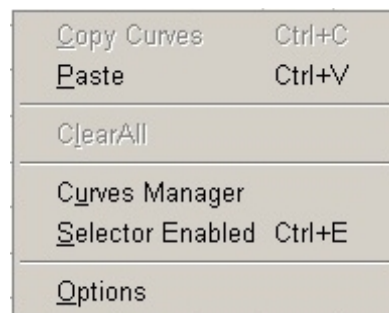 Copy Curves Ctrl+C
Paste Ctrl+V
ClearAll
Curves Manager
Selector Enabled Ctrl+E
Options